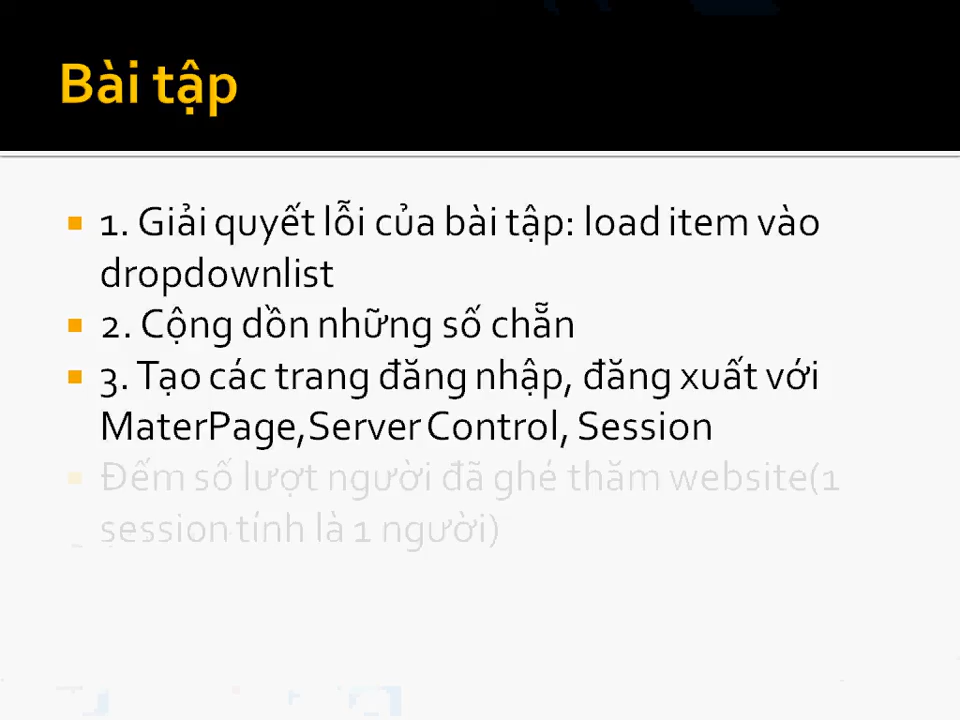 Bài tập
1. Giải quyết lỗi của bài tập: load item vào
dropdownlist
2. Cộng dồn những số chẵn
3. Tạo các trang đăng nhập, đăng xuất với
MaterPage,Server Control, Session
Đếm số lượt người đã ghé thăm website(1
session tính là 1 người)